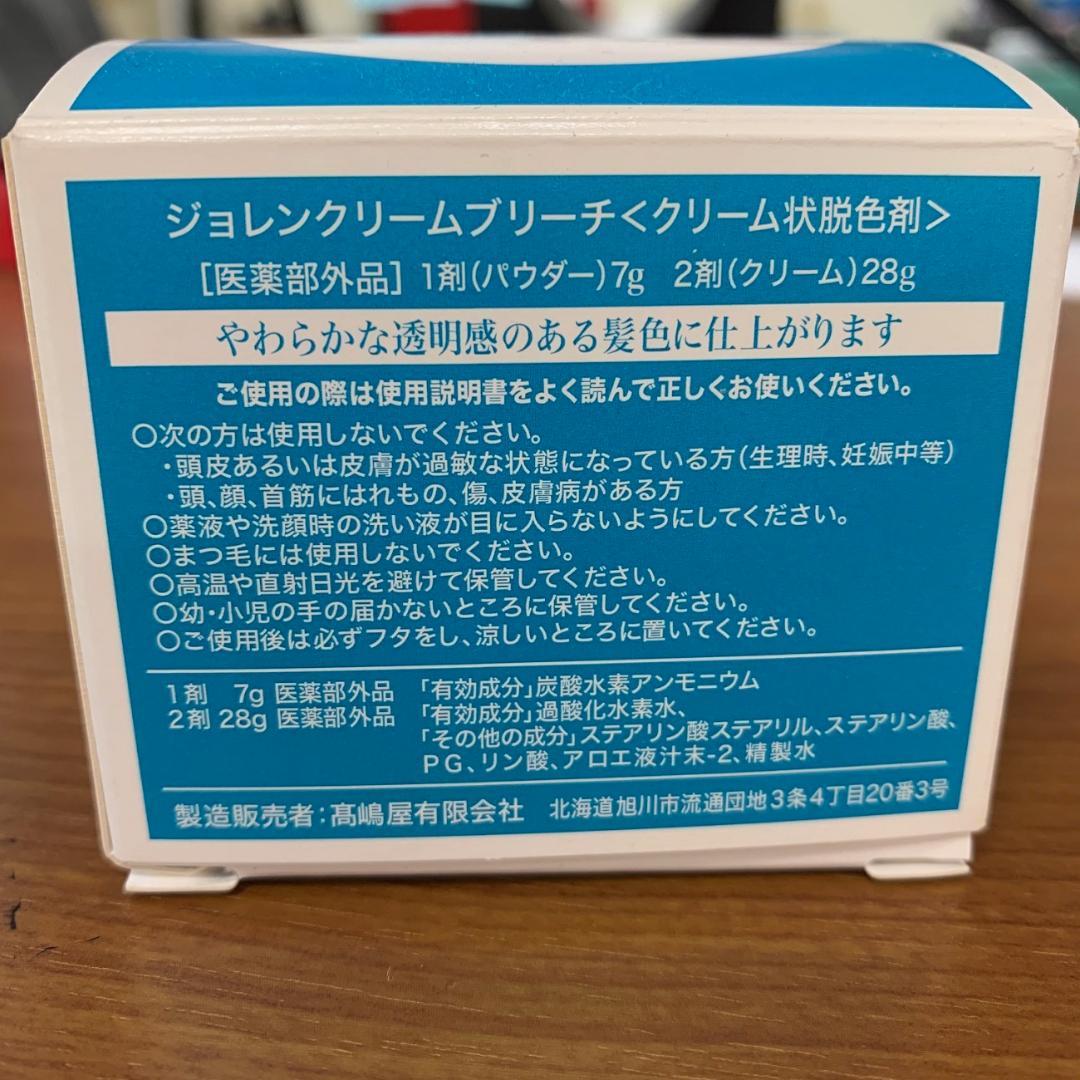 ジョレンクリームブリーチ<クリーム状脱色剤>
[医薬部外品] 1剤(パウダー)7g 2剤(クリーム)28g
やわらかな透明感のある髪色に仕上がります
ご使用の際は使用説明書をよく読んで正しくお使いください。
○次の方は使用しないでください。
・頭皮あるいは皮膚が過敏な状態になっている方(生理時、妊娠中等)
・頭、顔、首筋にはれもの、傷、皮膚病がある方
○薬液や洗顔時の洗い液が目に入らないようにしてください。
○まつ毛には使用しないでください。
○高温や直射日光を避けて保管してください。
○幼・小児の手の届かないところに保管してください。
○ご使用後は必ずフタをし、涼しいところに置いてください。
1剤 7g 医薬部外品 「有効成分」炭酸水素アンモニウム
2剤 28g 医薬部外品 「有効成分」過酸化水素水、
「その他の成分」ステアリン酸ステアリル、ステアリン酸、
PG、リン酸、アロエ液汁末-2、精製水
製造販売者:髙嶋屋有限会社 北海道旭川市流通団地3条4丁目20番3号